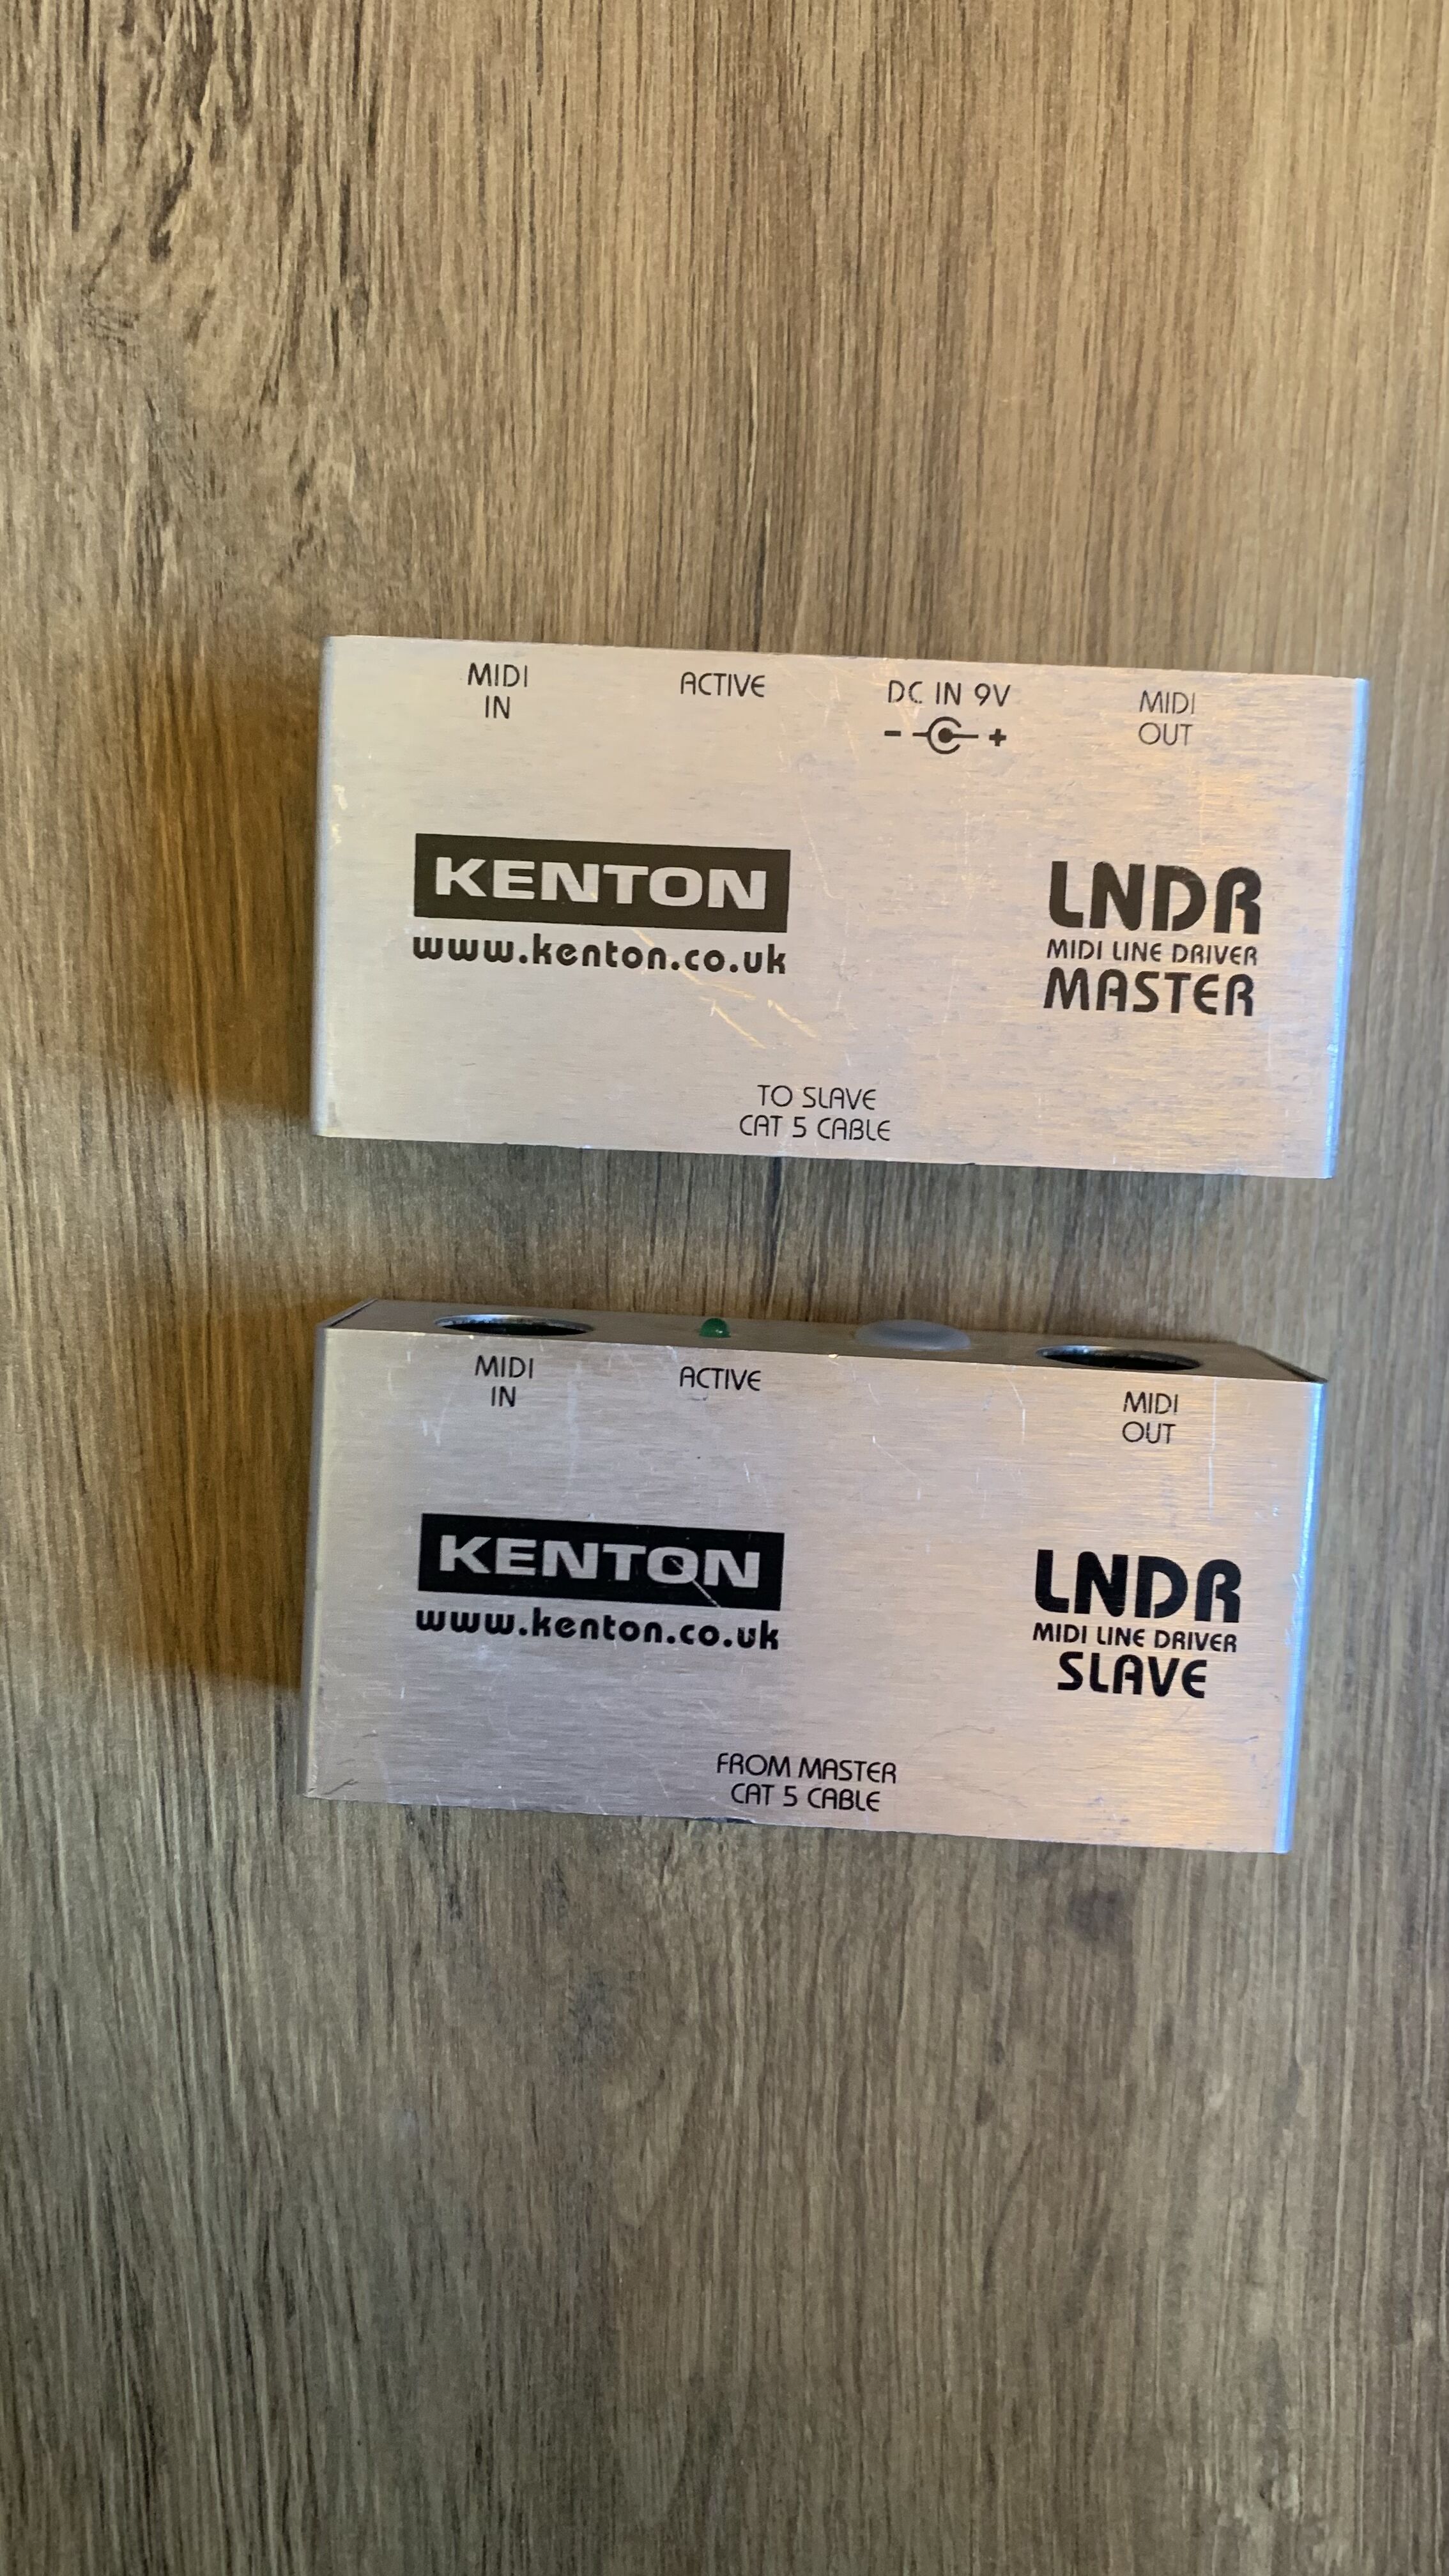 MIDI
IN
ACTIVE
DC IN 9V
- +
MIDI
OUT
KENTON
www.kenton.co.uk
LNDR
MIDI LINE DRIVER
MASTER
TO SLAVE
CAT 5 CABLE
MIDI
IN
ACTIVE
MIDI
OUT
KENTON
www.kenton.co.uk
LNDR
MIDI LINE DRIVER
SLAVE
FROM MASTER
CAT 5 CABLE